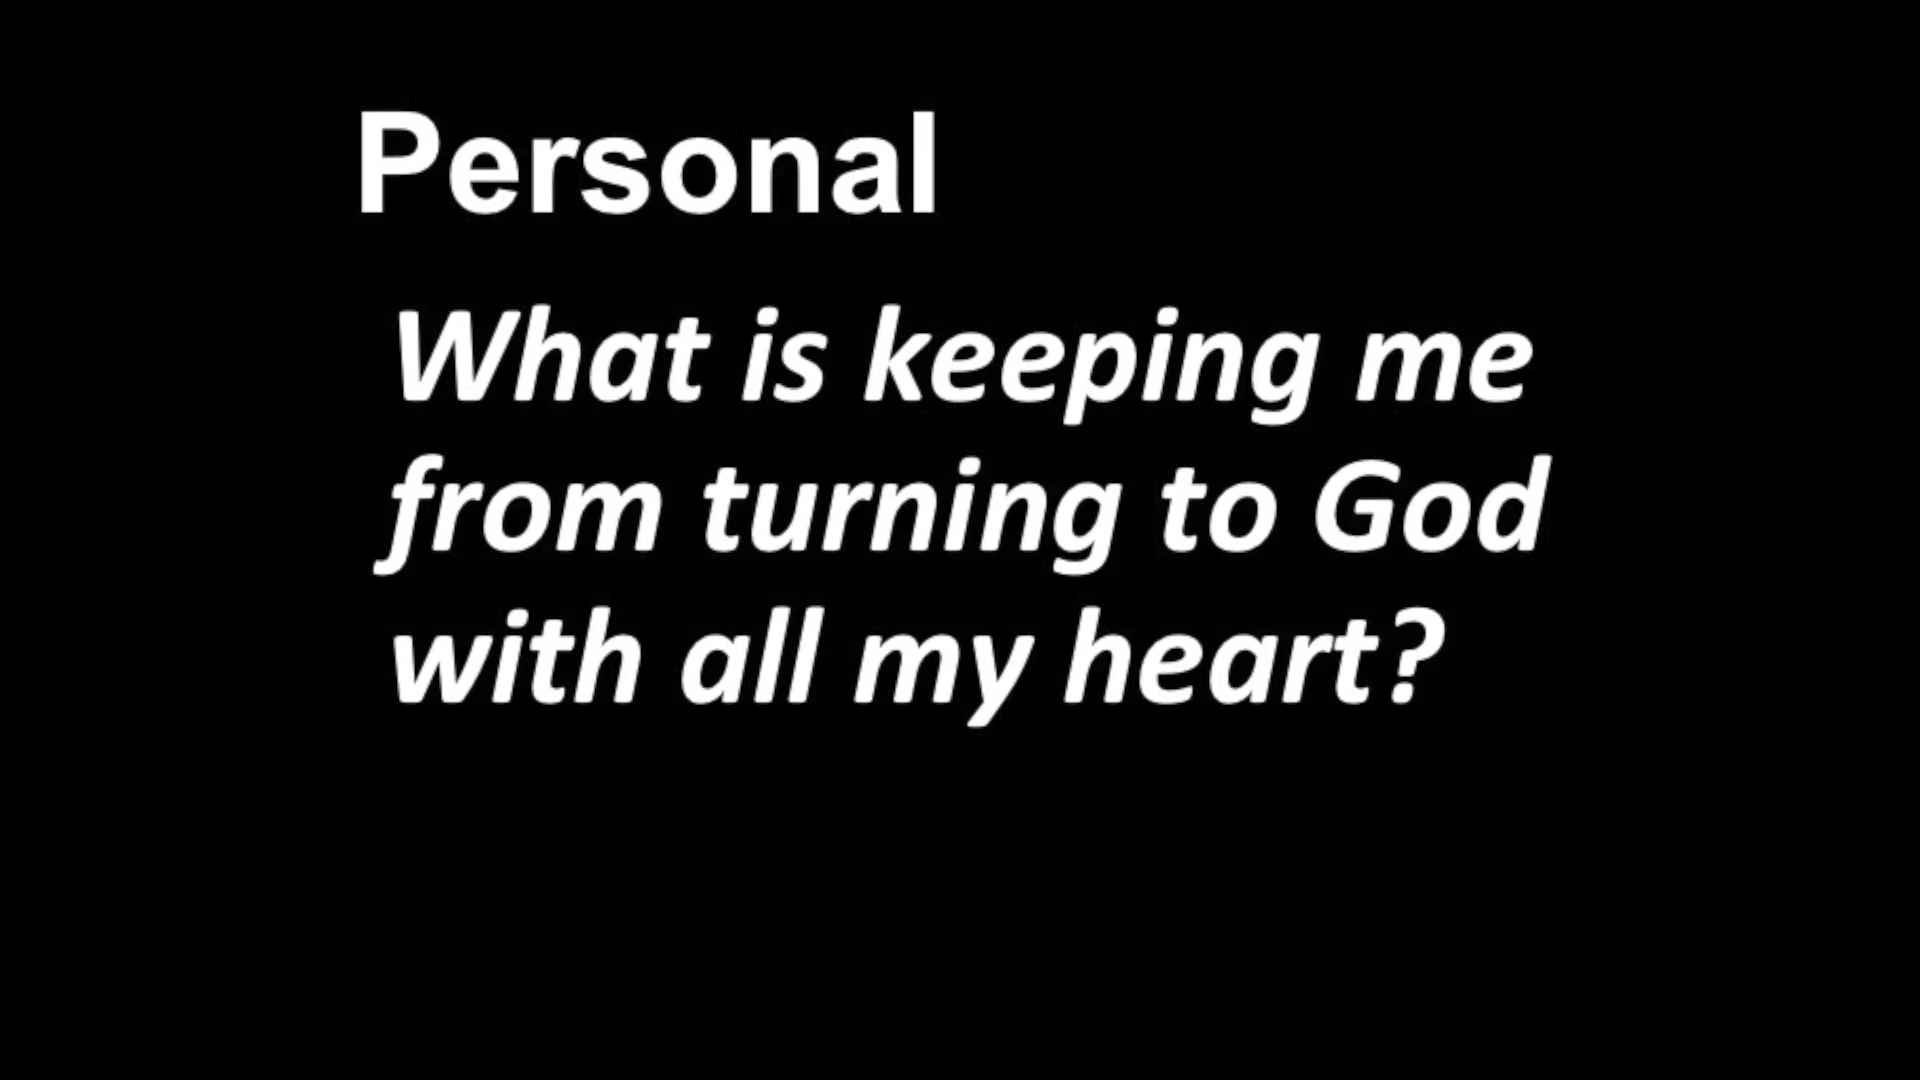 Personal
What is keeping me
from turning to God
with all my heart?